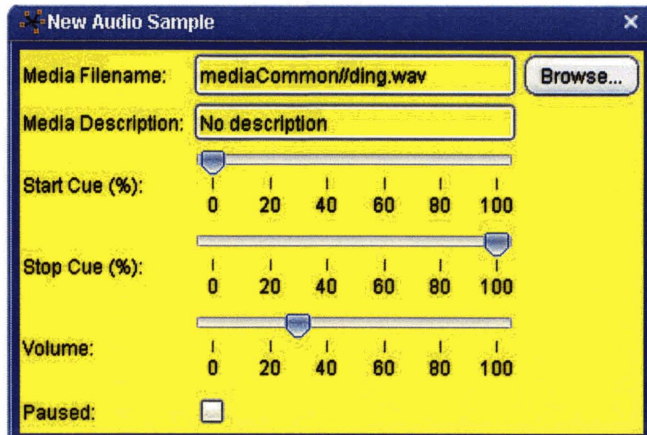 New Audio Sample
Media Filename: mediaCommon//ding.wav Browse...
Media Description: No description
Start Cue (%):
0 20 40 60 80 100
Stop Cue (%):
0 20 40 60 80 100
Volume:
0 20 40 60 80 100
Paused: